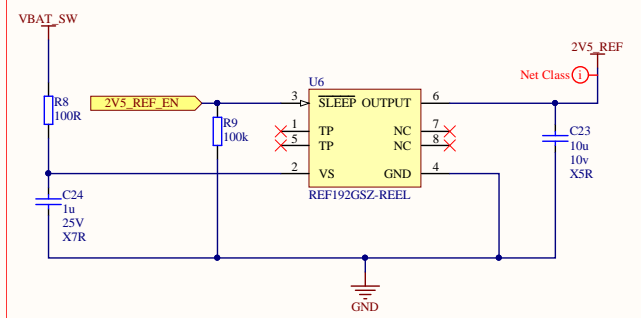 VBAT_SW
2V5_REF
Net Class i
U6
R8
100R
2V5_REF_EN
3 SLEEP OUTPUT 6
R9
100k
1 TP NC 7
5 TP NC 8
2 VS GND 4
REF192GSZ-REEL
C23
10u
10v
X5R
C24
1u
25V
X7R
GND